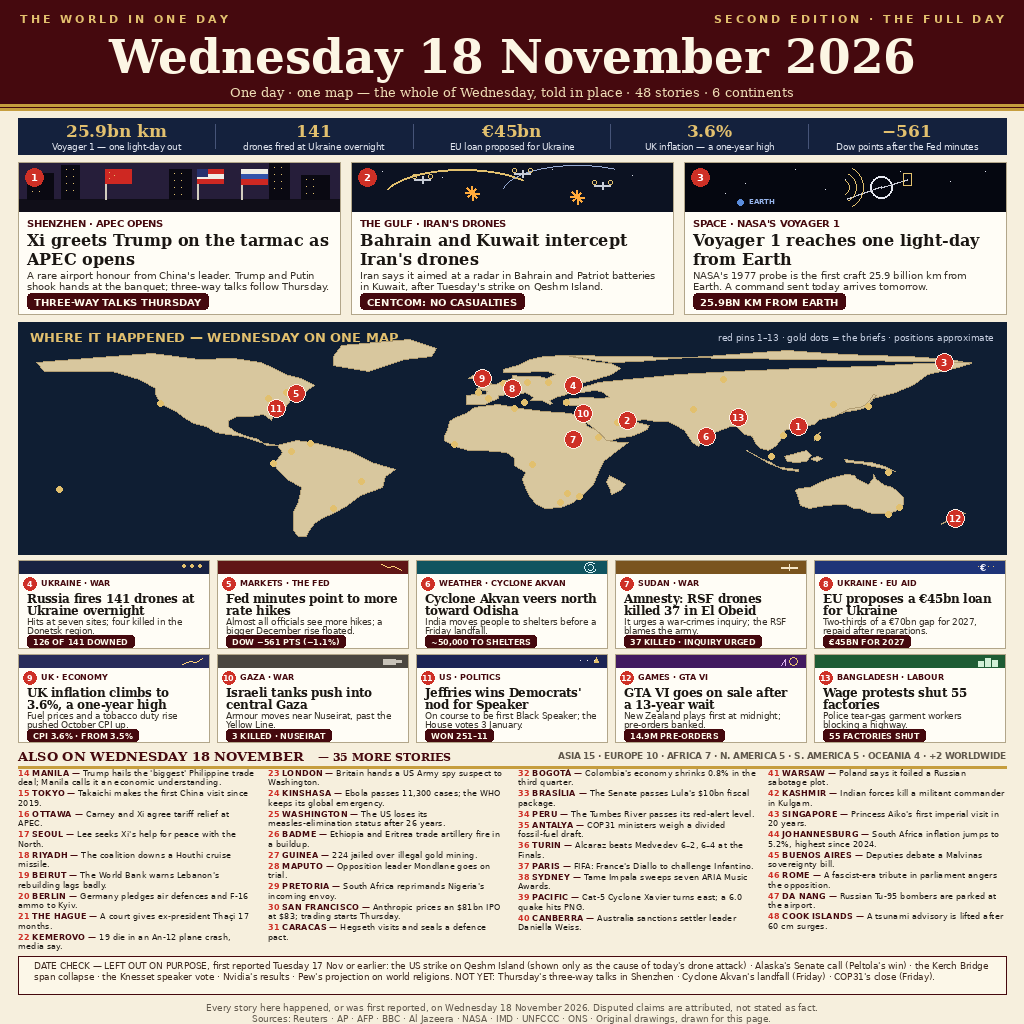 THE WORLD IN ONE DAY
SECOND EDITION · THE FULL DAY
Wednesday 18 November 2026
One day · one map — the whole of Wednesday, told in place · 48 stories · 6 continents
25.9bn km
Voyager 1 — one light-day out
141
drones fired at Ukraine overnight
€45bn
EU loan proposed for Ukraine
3.6%
UK inflation — a one-year high
−561
Dow points after the Fed minutes
1
SHENZHEN · APEC OPENS
Xi greets Trump on the tarmac as
APEC opens
A rare airport honour from China's leader. Trump and Putin
shook hands at the banquet; three-way talks follow Thursday.
THREE-WAY TALKS THURSDAY
2
THE GULF · IRAN'S DRONES
Bahrain and Kuwait intercept
Iran's drones
Iran says it aimed at a radar in Bahrain and Patriot batteries
in Kuwait, after Tuesday's strike on Qeshm Island.
CENTCOM: NO CASUALTIES
3
EARTH
SPACE · NASA'S VOYAGER 1
Voyager 1 reaches one light-day
from Earth
NASA's 1977 probe is the first craft 25.9 billion km from
Earth. A command sent today arrives tomorrow.
25.9BN KM FROM EARTH
WHERE IT HAPPENED — WEDNESDAY ON ONE MAP
red pins 1–13 · gold dots = the briefs · positions approximate
3
9
8
4
5
11
10
2
13
1
7
6
12
4 UKRAINE · WAR
Russia fires 141 drones at
Ukraine overnight
Hits at seven sites; four killed in the
Donetsk region.
126 OF 141 DOWNED
5 MARKETS · THE FED
Fed minutes point to more
rate hikes
Almost all officials see more hikes; a
bigger December rise floated.
DOW −561 PTS (−1.1%)
6 WEATHER · CYCLONE AKVAN
Cyclone Akvan veers north
toward Odisha
India moves people to shelters before a
Friday landfall.
~50,000 TO SHELTERS
7 SUDAN · WAR
Amnesty: RSF drones
killed 37 in El Obeid
It urges a war-crimes inquiry; the RSF
blames the army.
37 KILLED · INQUIRY URGED
€
8 UKRAINE · EU AID
EU proposes a €45bn loan
for Ukraine
Two-thirds of a €70bn gap for 2027,
repaid after reparations.
€45BN FOR 2027
9 UK · ECONOMY
UK inflation climbs to
3.6%, a one-year high
Fuel prices and a tobacco duty rise
pushed October CPI up.
CPI 3.6% · FROM 3.5%
10 GAZA · WAR
Israeli tanks push into
central Gaza
Armour moves near Nuseirat, past the
Yellow Line.
3 KILLED · NUSEIRAT
11 US · POLITICS
Jeffries wins Democrats'
nod for Speaker
On course to be first Black Speaker; the
House votes 3 January.
WON 251–11
12 GAMES · GTA VI
GTA VI goes on sale after
a 13-year wait
New Zealand plays first at midnight;
pre-orders banked.
14.9M PRE-ORDERS
13 BANGLADESH · LABOUR
Wage protests shut 55
factories
Police tear-gas garment workers
blocking a highway.
55 FACTORIES SHUT
ALSO ON WEDNESDAY 18 NOVEMBER — 35 MORE STORIES
ASIA 15 · EUROPE 10 · AFRICA 7 · N. AMERICA 5 · S. AMERICA 5 · OCEANIA 4 · +2 WORLDWIDE
14 MANILA — Trump hails the 'biggest' Philippine trade
deal; Manila calls it an economic understanding.
15 TOKYO — Takaichi makes the first China visit since
2019.
16 OTTAWA — Carney and Xi agree tariff relief at
APEC.
17 SEOUL — Lee seeks Xi's help for peace with the
North.
18 RIYADH — The coalition downs a Houthi cruise
missile.
19 BEIRUT — The World Bank warns Lebanon's
rebuilding lags badly.
20 BERLIN — Germany pledges air defences and F-16
ammo to Kyiv.
21 THE HAGUE — A court gives ex-president Thaçi 17
months.
22 KEMEROVO — 19 die in an An-12 plane crash,
media say.
23 LONDON — Britain hands a US Army spy suspect to
Washington.
24 KINSHASA — Ebola passes 11,300 cases; the WHO
keeps its global emergency.
25 WASHINGTON — The US loses its
measles-elimination status after 26 years.
26 BADME — Ethiopia and Eritrea trade artillery fire in
a buildup.
27 GUINEA — 224 jailed over illegal gold mining.
28 MAPUTO — Opposition leader Mondlane goes on
trial.
29 PRETORIA — South Africa reprimands Nigeria's
incoming envoy.
30 SAN FRANCISCO — Anthropic prices an $81bn IPO
at $83; trading starts Thursday.
31 CARACAS — Hegseth visits and seals a defence
pact.
32 BOGOTÁ — Colombia's economy shrinks 0.8% in the
third quarter.
33 BRASÍLIA — The Senate passes Lula's $10bn fiscal
package.
34 PERU — The Tumbes River passes its red-alert level.
35 ANTALYA — COP31 ministers weigh a divided
fossil-fuel draft.
36 TURIN — Alcaraz beats Medvedev 6–2, 6–4 at the
Finals.
37 PARIS — FIFA: France's Diallo to challenge Infantino.
38 SYDNEY — Tame Impala sweeps seven ARIA Music
Awards.
39 PACIFIC — Cat-5 Cyclone Xavier turns east; a 6.0
quake hits PNG.
40 CANBERRA — Australia sanctions settler leader
Daniella Weiss.
41 WARSAW — Poland says it foiled a Russian
sabotage plot.
42 KASHMIR — Indian forces kill a militant commander
in Kulgam.
43 SINGAPORE — Princess Aiko's first imperial visit in
20 years.
44 JOHANNESBURG — South Africa inflation jumps to
5.2%, highest since 2024.
45 BUENOS AIRES — Deputies debate a Malvinas
sovereignty bill.
46 ROME — A fascist-era tribute in parliament angers
the opposition.
47 DA NANG — Russian Tu-95 bombers are parked at
the airport.
48 COOK ISLANDS — A tsunami advisory is lifted after
60 cm surges.
DATE CHECK — LEFT OUT ON PURPOSE, first reported Tuesday 17 Nov or earlier: the US strike on Qeshm Island (shown only as the cause of today's drone attack) · Alaska's Senate call (Peltola's win) · the Kerch Bridge
span collapse · the Knesset speaker vote · Nvidia's results · Pew's projection on world religions. NOT YET: Thursday's three-way talks in Shenzhen · Cyclone Akvan's landfall (Friday) · COP31's close (Friday).
Every story here happened, or was first reported, on Wednesday 18 November 2026. Disputed claims are attributed, not stated as fact.
Sources: Reuters · AP · AFP · BBC · Al Jazeera · NASA · IMD · UNFCCC · ONS · Original drawings, drawn for this page.